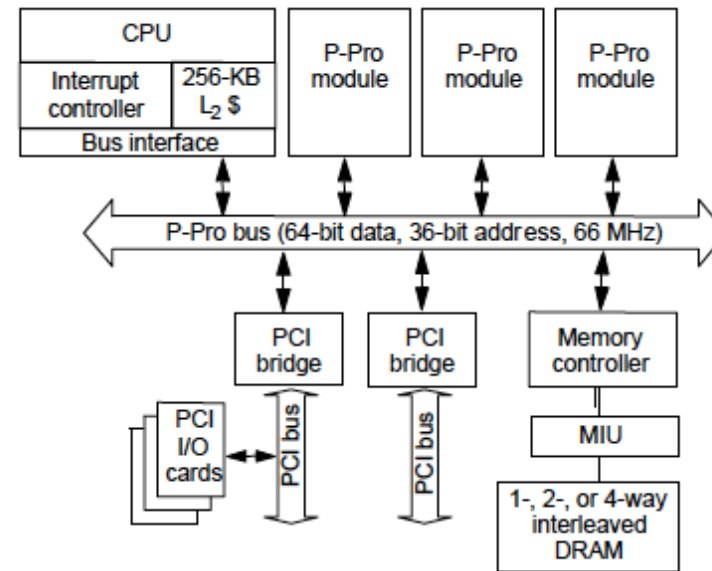 CPU
Interrupt
controller
256-KB
L2 $
Bus interface
P-Pro
module
P-Pro
module
P-Pro
module
P-Pro bus (64-bit data, 36-bit address, 66 MHz)
PCI
bridge
PCI
bridge
Memory
controller
PCI
I/O
cards
PCI bus
PCI bus
MIU
1-, 2-, or 4-way
interleaved
DRAM